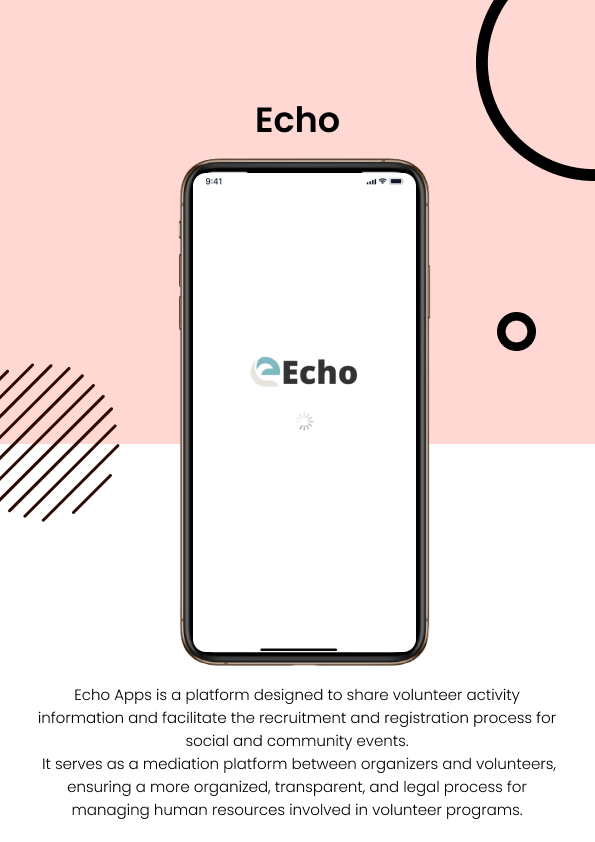 Echo
9:41
Echo
Echo Apps is a platform designed to share volunteer activity
information and facilitate the recruitment and registration process for
social and community events.
It serves as a mediation platform between organizers and volunteers,
ensuring a more organized, transparent, and legal process for
managing human resources involved in volunteer programs.